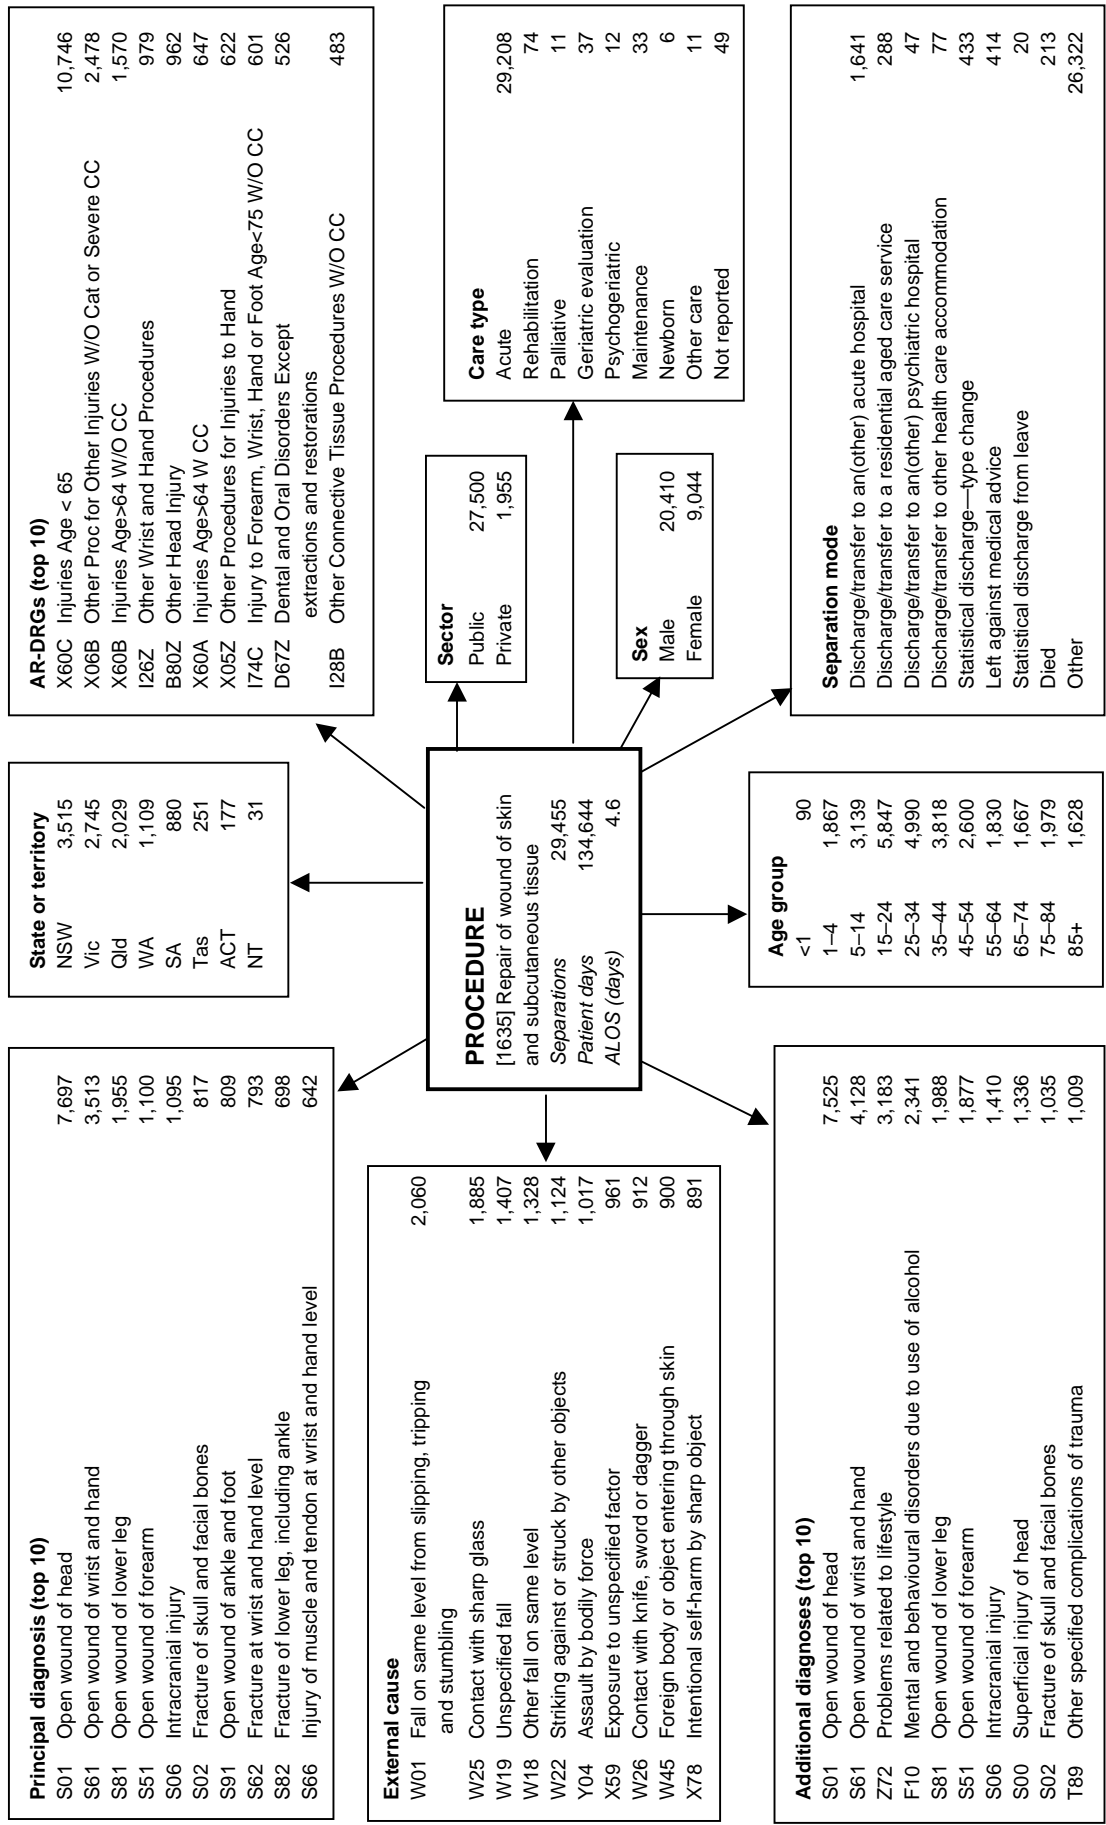 Principal diagnosis (top 10)
S01 Open wound of head 7,697
S61 Open wound of wrist and hand 3,513
S81 Open wound of lower leg 1,955
S51 Open wound of forearm 1,100
S06 Intracranial injury 1,095
S02 Fracture of skull and facial bones 817
S91 Open wound of ankle and foot 809
S62 Fracture at wrist and hand level 793
S82 Fracture of lower leg, including ankle 698
S66 Injury of muscle and tendon at wrist and hand level 642
State or territory
NSW 3,515
Vic 2,745
Qld 2,029
WA 1,109
SA 880
Tas 251
ACT 177
NT 31
AR-DRGs (top 10)
X60C Injuries Age < 65 10,746
X06B Other Proc for Other Injuries W/O Cat or Severe CC 2,478
X60B Injuries Age>64 W/O CC 1,570
I26Z Other Wrist and Hand Procedures 979
B80Z Other Head Injury 962
X60A Injuries Age>64 W CC 647
X05Z Other Procedures for Injuries to Hand 622
I74C Injury to Forearm, Wrist, Hand or Foot Age<75 W/O CC 601
D67Z Dental and Oral Disorders Except 526
extractions and restorations
I28B Other Connective Tissue Procedures W/O CC 483
External cause
W01 Fall on same level from slipping, tripping 2,060
and stumbling
W25 Contact with sharp glass 1,885
W19 Unspecified fall 1,407
W18 Other fall on same level 1,328
W22 Striking against or struck by other objects 1,124
Y04 Assault by bodily force 1,017
X59 Exposure to unspecified factor 961
W26 Contact with knife, sword or dagger 912
W45 Foreign body or object entering through skin 900
X78 Intentional self-harm by sharp object 891
PROCEDURE
[1635] Repair of wound of skin
and subcutaneous tissue
Separations 29,455
Patient days 134,644
ALOS (days) 4.6
Sector
Public 27,500
Private 1,955
Sex
Male 20,410
Female 9,044
Care type
Acute 29,208
Rehabilitation 74
Palliative 11
Geriatric evaluation 37
Psychogeriatric 12
Maintenance 33
Newborn 6
Other care 11
Not reported 49
Additional diagnoses (top 10)
S01 Open wound of head 7,525
S61 Open wound of wrist and hand 4,128
Z72 Problems related to lifestyle 3,183
F10 Mental and behavioural disorders due to use of alcohol 2,341
S81 Open wound of lower leg 1,988
S51 Open wound of forearm 1,877
S06 Intracranial injury 1,410
S00 Superficial injury of head 1,336
S02 Fracture of skull and facial bones 1,035
T89 Other specified complications of trauma 1,009
Age group
<1 90
1–4 1,867
5–14 3,139
15–24 5,847
25–34 4,990
35–44 3,818
45–54 2,600
55–64 1,830
65–74 1,667
75–84 1,979
85+ 1,628
Separation mode
Discharge/transfer to an(other) acute hospital 1,641
Discharge/transfer to a residential aged care service 288
Discharge/transfer to an(other) psychiatric hospital 47
Discharge/transfer to other health care accommodation 77
Statistical discharge—type change 433
Left against medical advice 414
Statistical discharge from leave 20
Died 213
Other 26,322